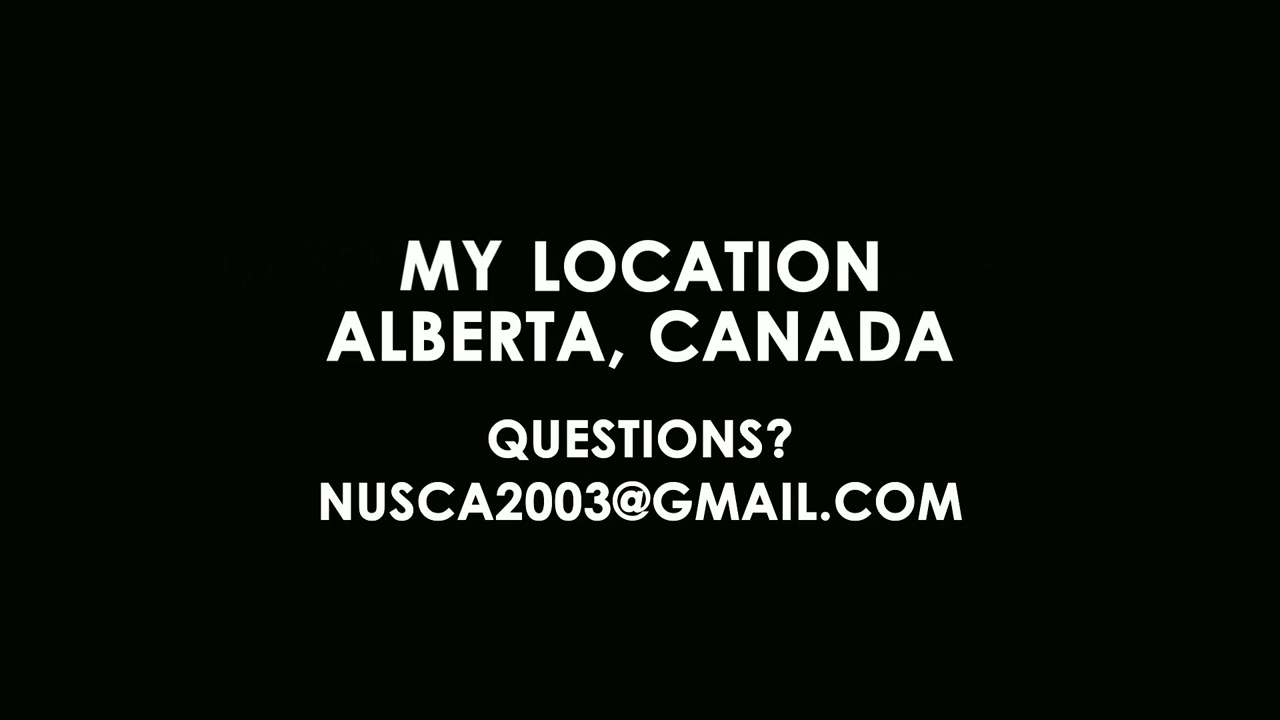 MY LOCATION
ALBERTA, CANADA
QUESTIONS?
NUSCA2003@GMAIL.COM